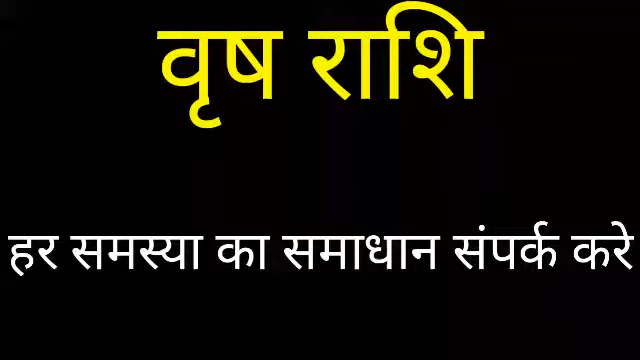 वृष राशि
हर समस्या का समाधान संपर्क करे